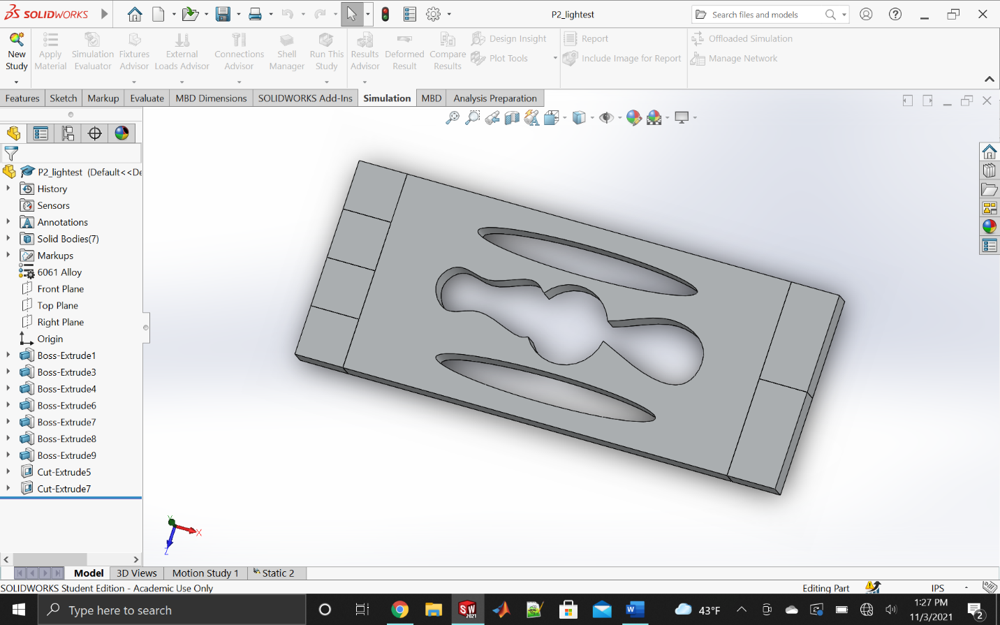 SOLIDWORKS
P2_lightest
Search files and models
New Study
Apply Material
Simulation Evaluator
Fixtures Advisor
External Loads Advisor
Connections Advisor
Shell Manager
Run This Study
Results Advisor
Deformed Result
Compare Results
Design Insight
Plot Tools
Report
Include Image for Report
Offloaded Simulation
Manage Network
Features Sketch Markup Evaluate MBD Dimensions SOLIDWORKS Add-Ins Simulation MBD Analysis Preparation
P2_lightest (Default<<De
History
Sensors
Annotations
Solid Bodies(7)
Markups
6061 Alloy
Front Plane
Top Plane
Right Plane
Origin
Boss-Extrude1
Boss-Extrude3
Boss-Extrude4
Boss-Extrude6
Boss-Extrude7
Boss-Extrude8
Boss-Extrude9
Cut-Extrude5
Cut-Extrude7
Y
X
Z
Model 3D Views Motion Study 1 Static 2
SOLIDWORKS Student Edition - Academic Use Only
Editing Part
IPS
-
Type here to search
SW
2021
W
43°F
1:27 PM
11/3/2021
2